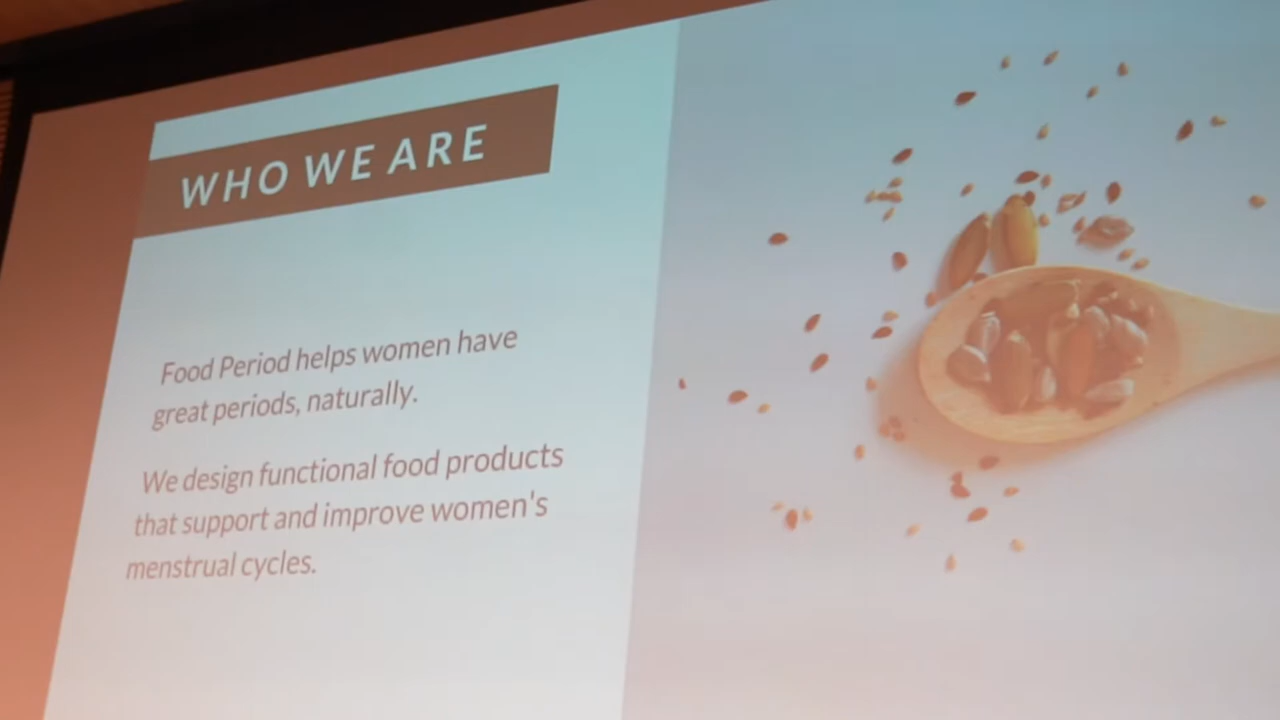 WHO WE ARE
Food Period helps women have
great periods, naturally.
We design functional food products
that support and improve women's
menstrual cycles.